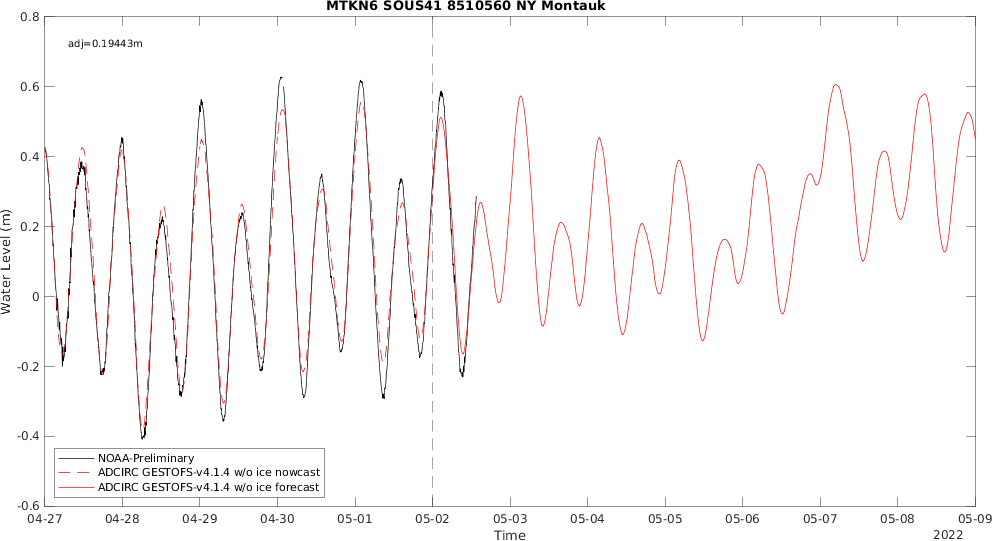 MTKN6 SOUS41 8510560 NY Montauk
adj=0.19443m
0.8
0.6
0.4
0.2
0
-0.2
-0.4
-0.6
Water Level (m)
NOAA-Preliminary
ADCIRC GESTOFS-v4.1.4 w/o ice nowcast
ADCIRC GESTOFS-v4.1.4 w/o ice forecast
04-27 04-28 04-29 04-30 05-01 05-02 05-03 05-04 05-05 05-06 05-07 05-08 05-09
Time
2022